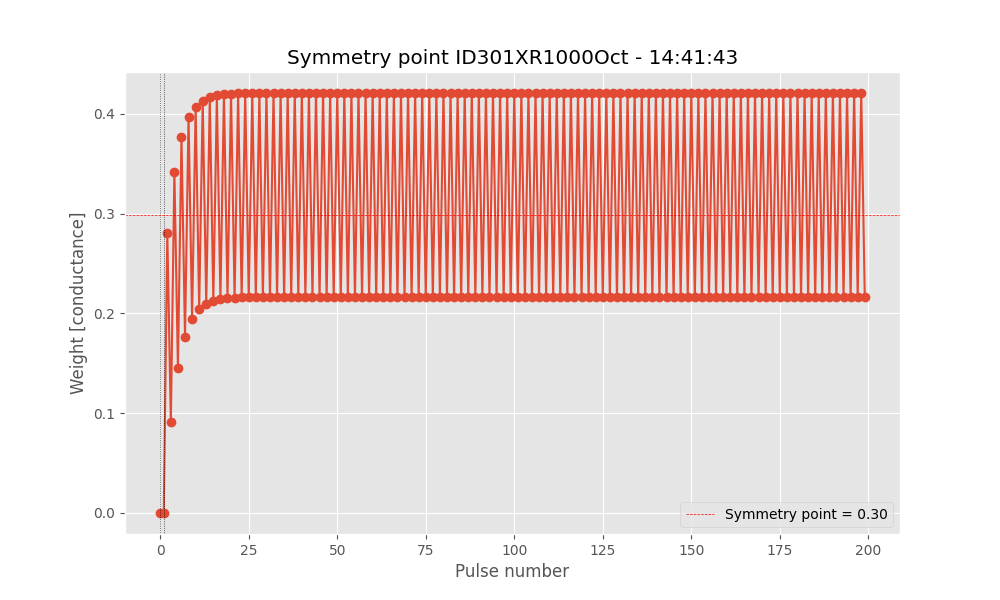 Symmetry point ID301XR1000Oct - 14:41:43
Weight [conductance]
0.4
0.3
0.2
0.1
0.0
0 25 50 75 100 125 150 175 200
Pulse number
Symmetry point = 0.30